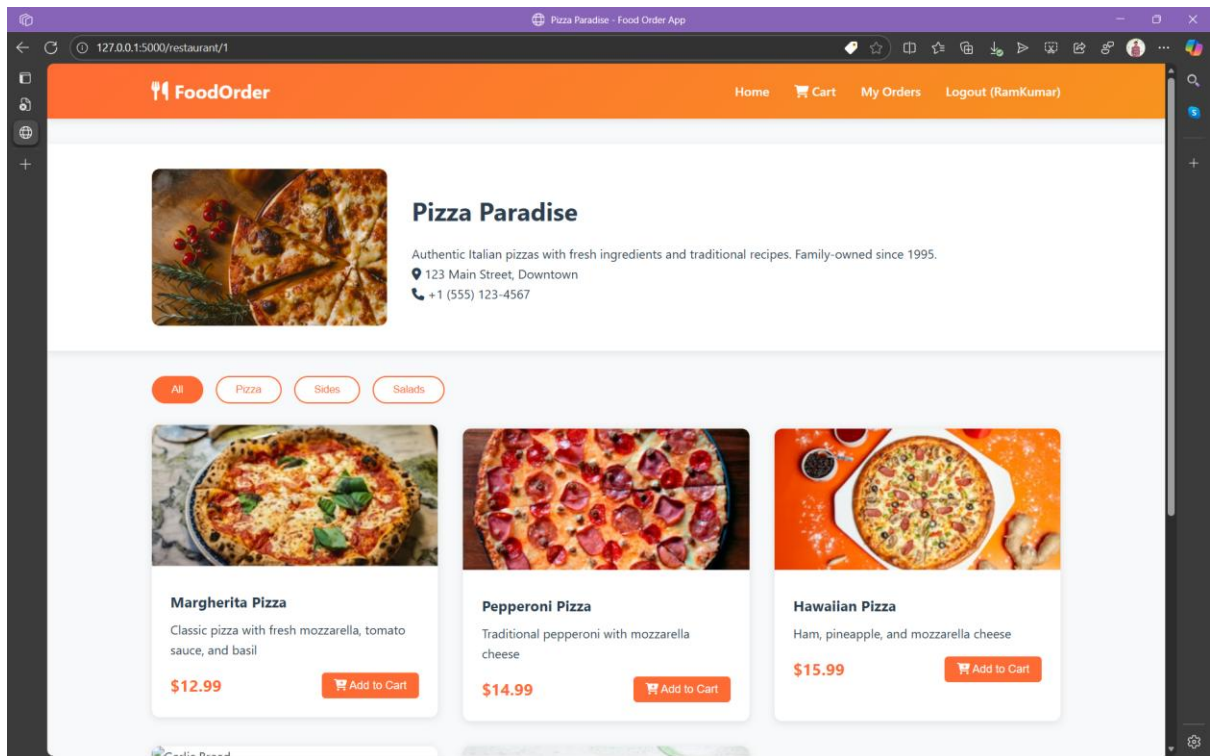 Pizza Paradise - Food Order App
127.0.0.1:5000/restaurant/1
FoodOrder
Home Cart My Orders Logout (RamKumar)
Pizza Paradise
Authentic Italian pizzas with fresh ingredients and traditional recipes. Family-owned since 1995.
123 Main Street, Downtown
+1 (555) 123-4567
All Pizza Sides Salads
Margherita Pizza
Classic pizza with fresh mozzarella, tomato
sauce, and basil
$12.99 Add to Cart
Pepperoni Pizza
Traditional pepperoni with mozzarella
cheese
$14.99 Add to Cart
Hawaiian Pizza
Ham, pineapple, and mozzarella cheese
$15.99 Add to Cart
Garlic Bread